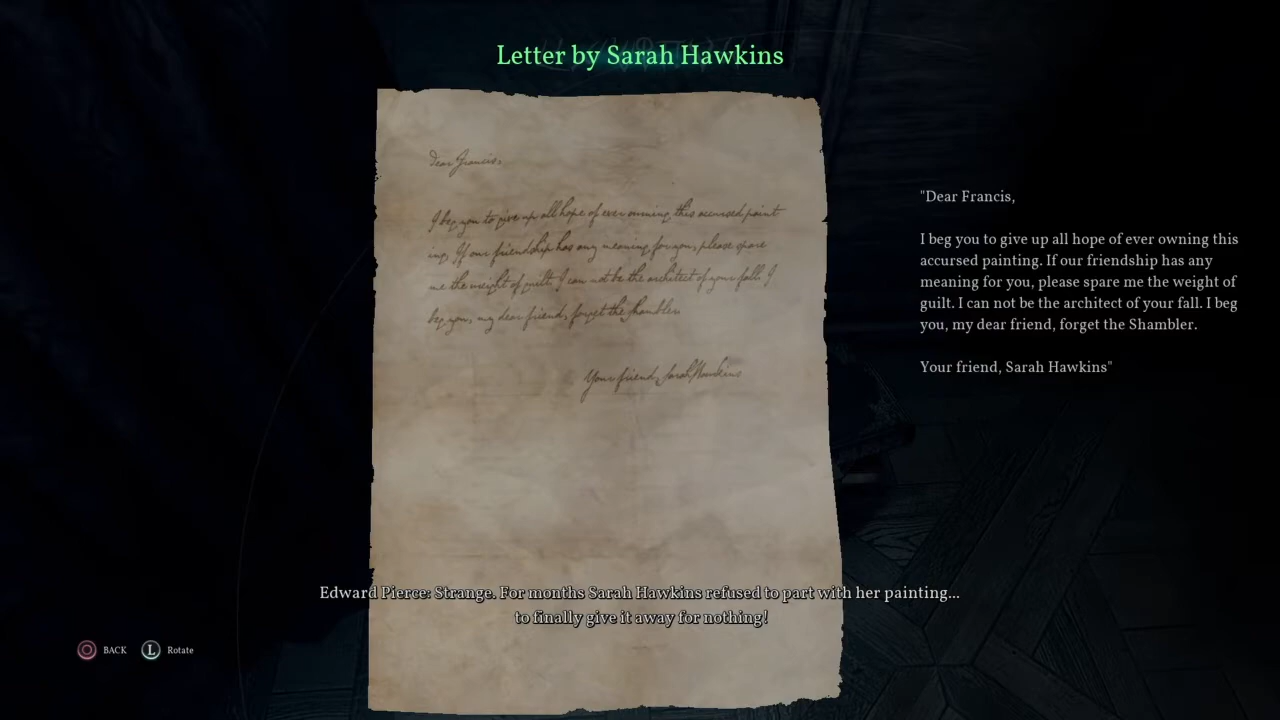 Letter by Sarah Hawkins
Dear Francis,
I beg you to give up all hope of ever owning this accursed paint
ing. If our friendship has any meaning for you, please spare
me the weight of guilt. I can not be the architect of your fall. I
beg you, my dear friend, forget the Shambler.
Your friend, Sarah Hawkins
"Dear Francis,
I beg you to give up all hope of ever owning this
accursed painting. If our friendship has any
meaning for you, please spare me the weight of
guilt. I can not be the architect of your fall. I beg
you, my dear friend, forget the Shambler.
Your friend, Sarah Hawkins"
Edward Pierce: Strange. For months Sarah Hawkins refused to part with her painting...
to finally give it away for nothing!
BACK L Rotate